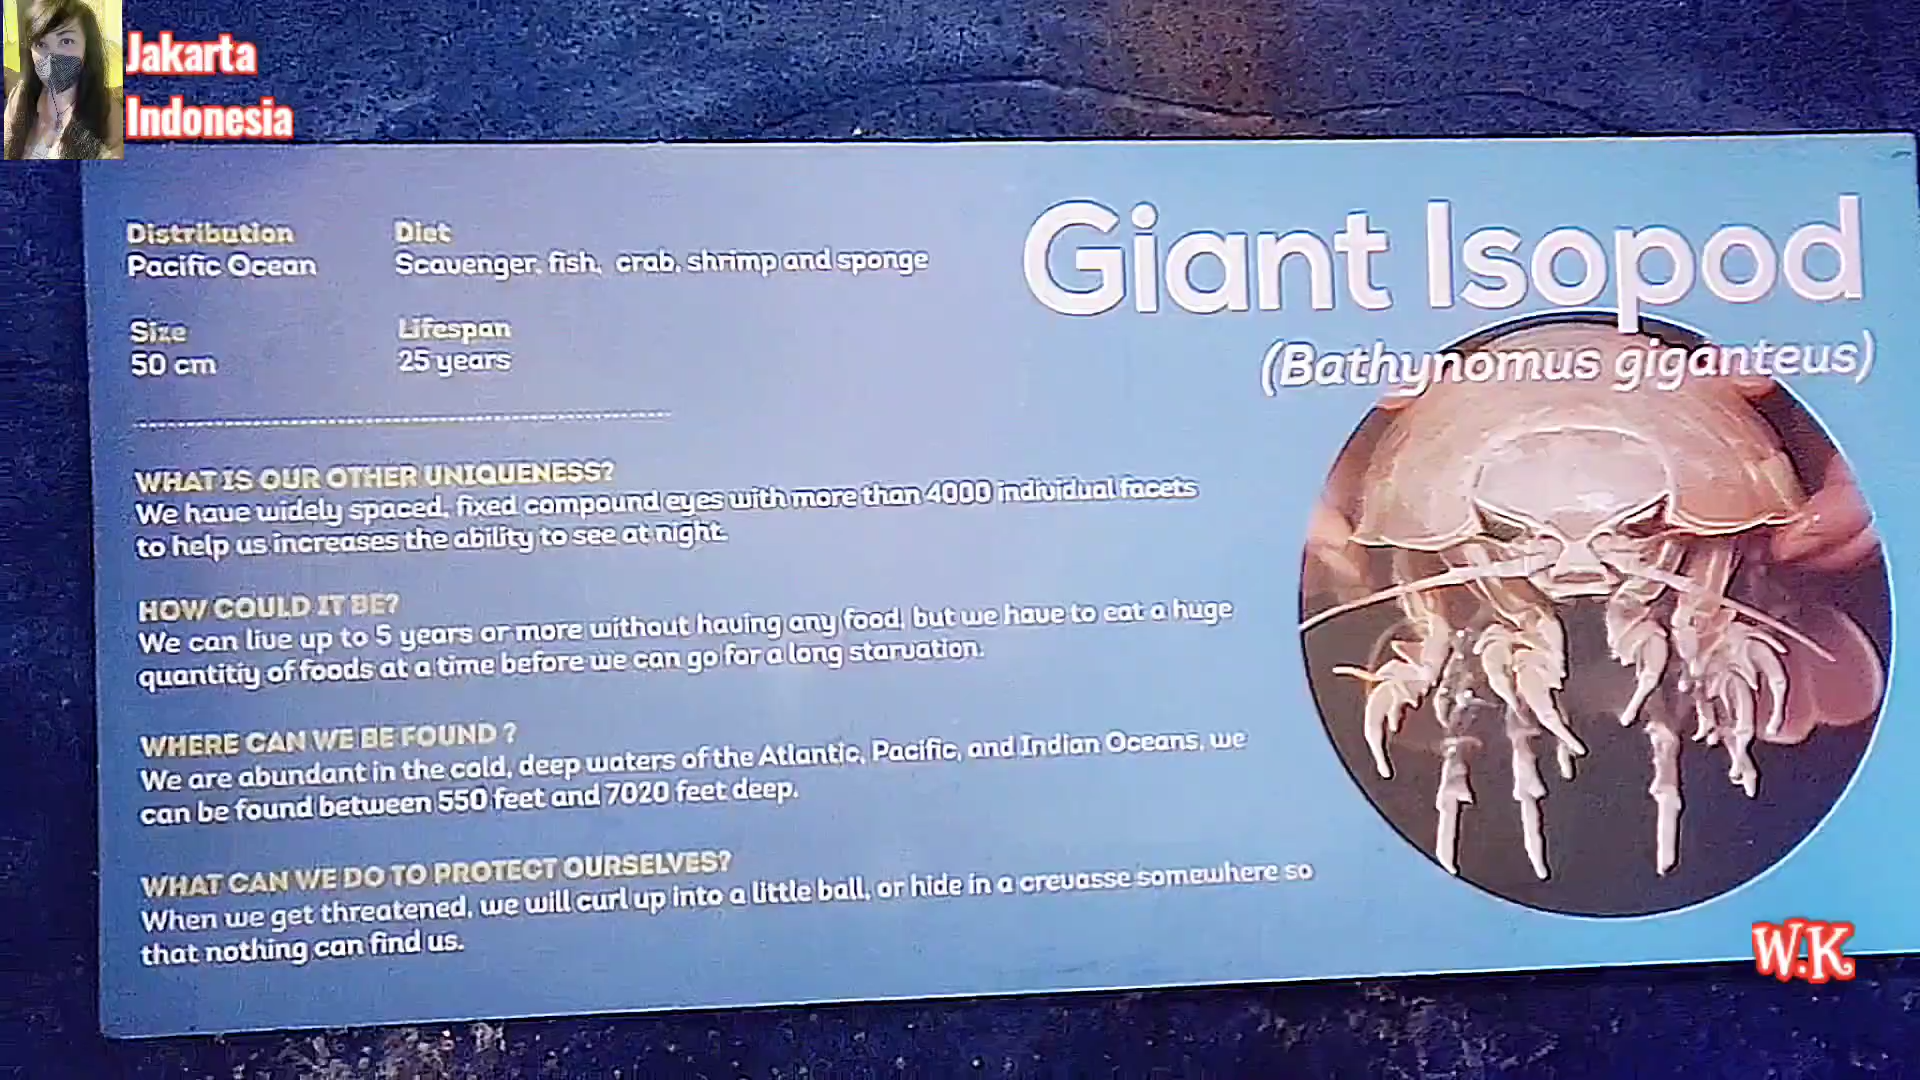 Jakarta
Indonesia
Giant Isopod
(Bathynomus giganteus)
Distribution
Pacific Ocean
Diet
Scavenger, fish, crab, shrimp and sponge
Size
50 cm
Lifespan
25 years
WHAT IS OUR OTHER UNIQUENESS?
We have widely spaced, fixed compound eyes with more than 4000 individual facets
to help us increases the ability to see at night.
HOW COULD IT BE?
We can live up to 5 years or more without having any food, but we have to eat a huge
quantitiy of foods at a time before we can go for a long starvation.
WHERE CAN WE BE FOUND ?
We are abundant in the cold, deep waters of the Atlantic, Pacific, and Indian Oceans, we
can be found between 550 feet and 7020 feet deep.
WHAT CAN WE DO TO PROTECT OURSELVES?
When we get threatened, we will curl up into a little ball, or hide in a crevasse somewhere so
that nothing can find us.
W.K